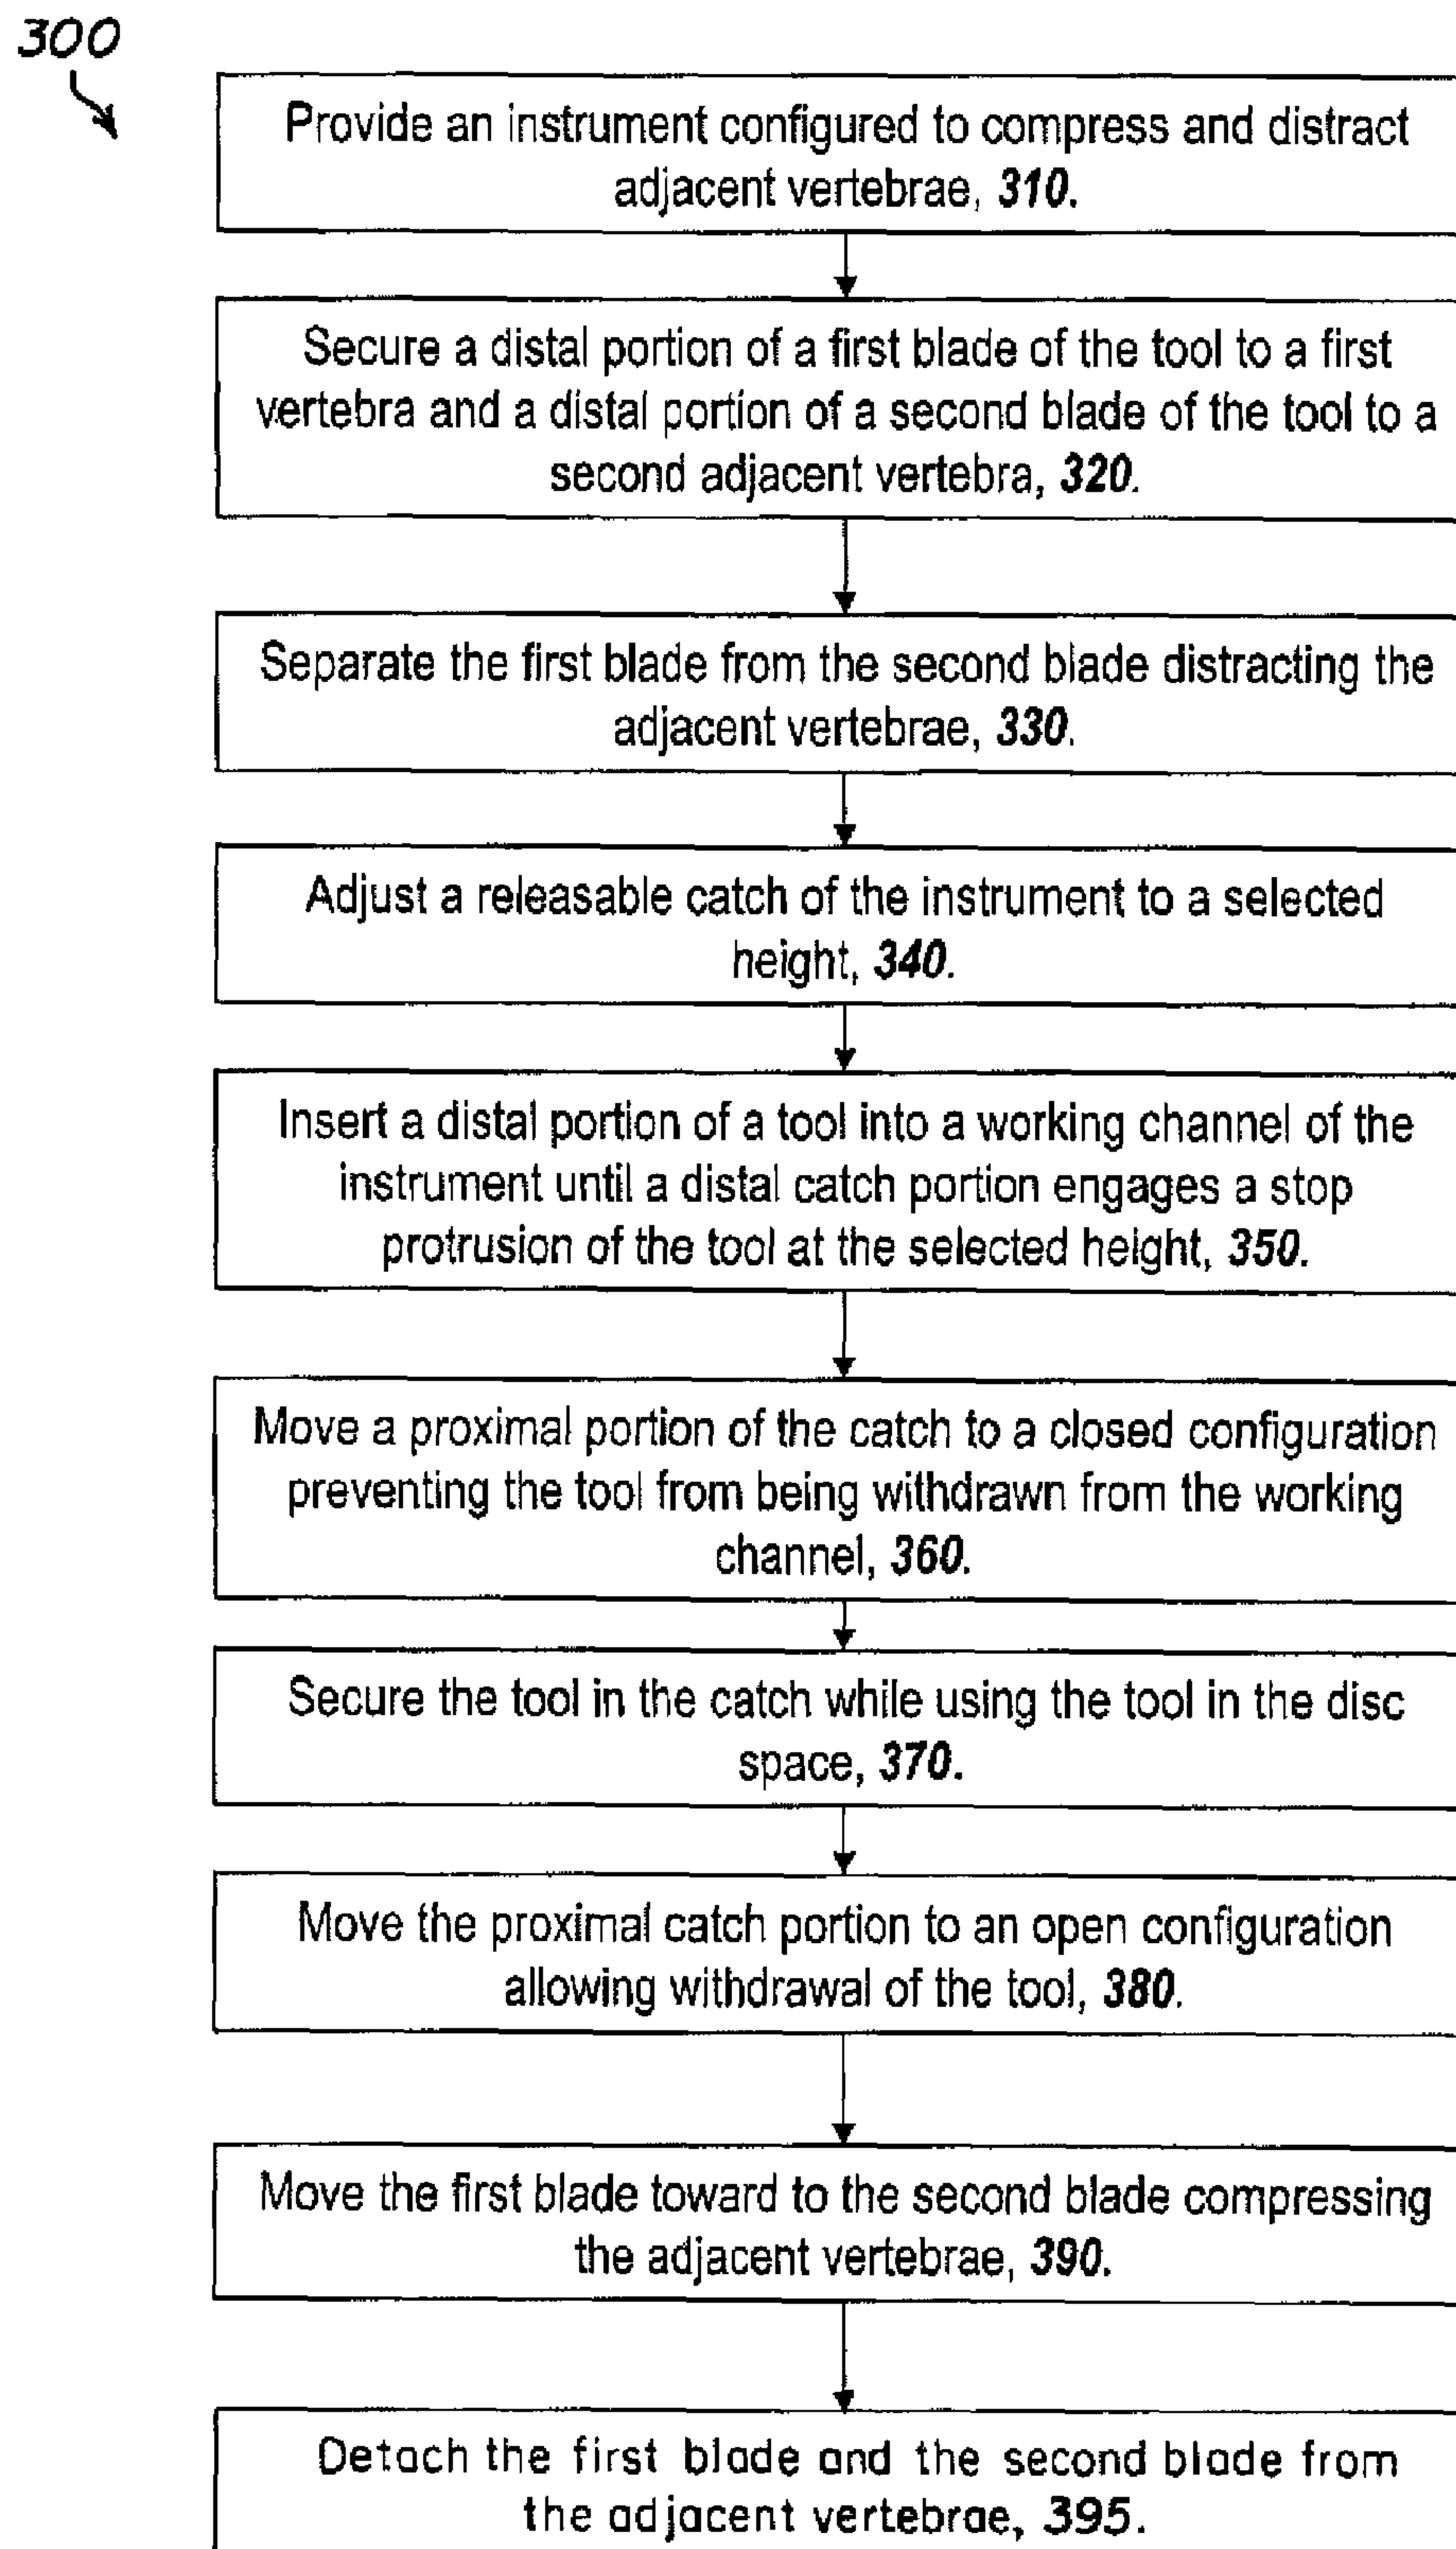 300
Provide an instrument configured to compress and distract
adjacent vertebrae, 310.
Secure a distal portion of a first blade of the tool to a first
vertebra and a distal portion of a second blade of the tool to a
second adjacent vertebra, 320.
Separate the first blade from the second blade distracting the
adjacent vertebrae, 330.
Adjust a releasable catch of the instrument to a selected
height, 340.
Insert a distal portion of a tool into a working channel of the
instrument until a distal catch portion engages a stop
protrusion of the tool at the selected height, 350.
Move a proximal portion of the catch to a closed configuration
preventing the tool from being withdrawn from the working
channel, 360.
Secure the tool in the catch while using the tool in the disc
space, 370.
Move the proximal catch portion to an open configuration
allowing withdrawal of the tool, 380.
Move the first blade toward to the second blade compressing
the adjacent vertebrae, 390.
Detach the first blade and the second blade from
the adjacent vertebrae, 395.